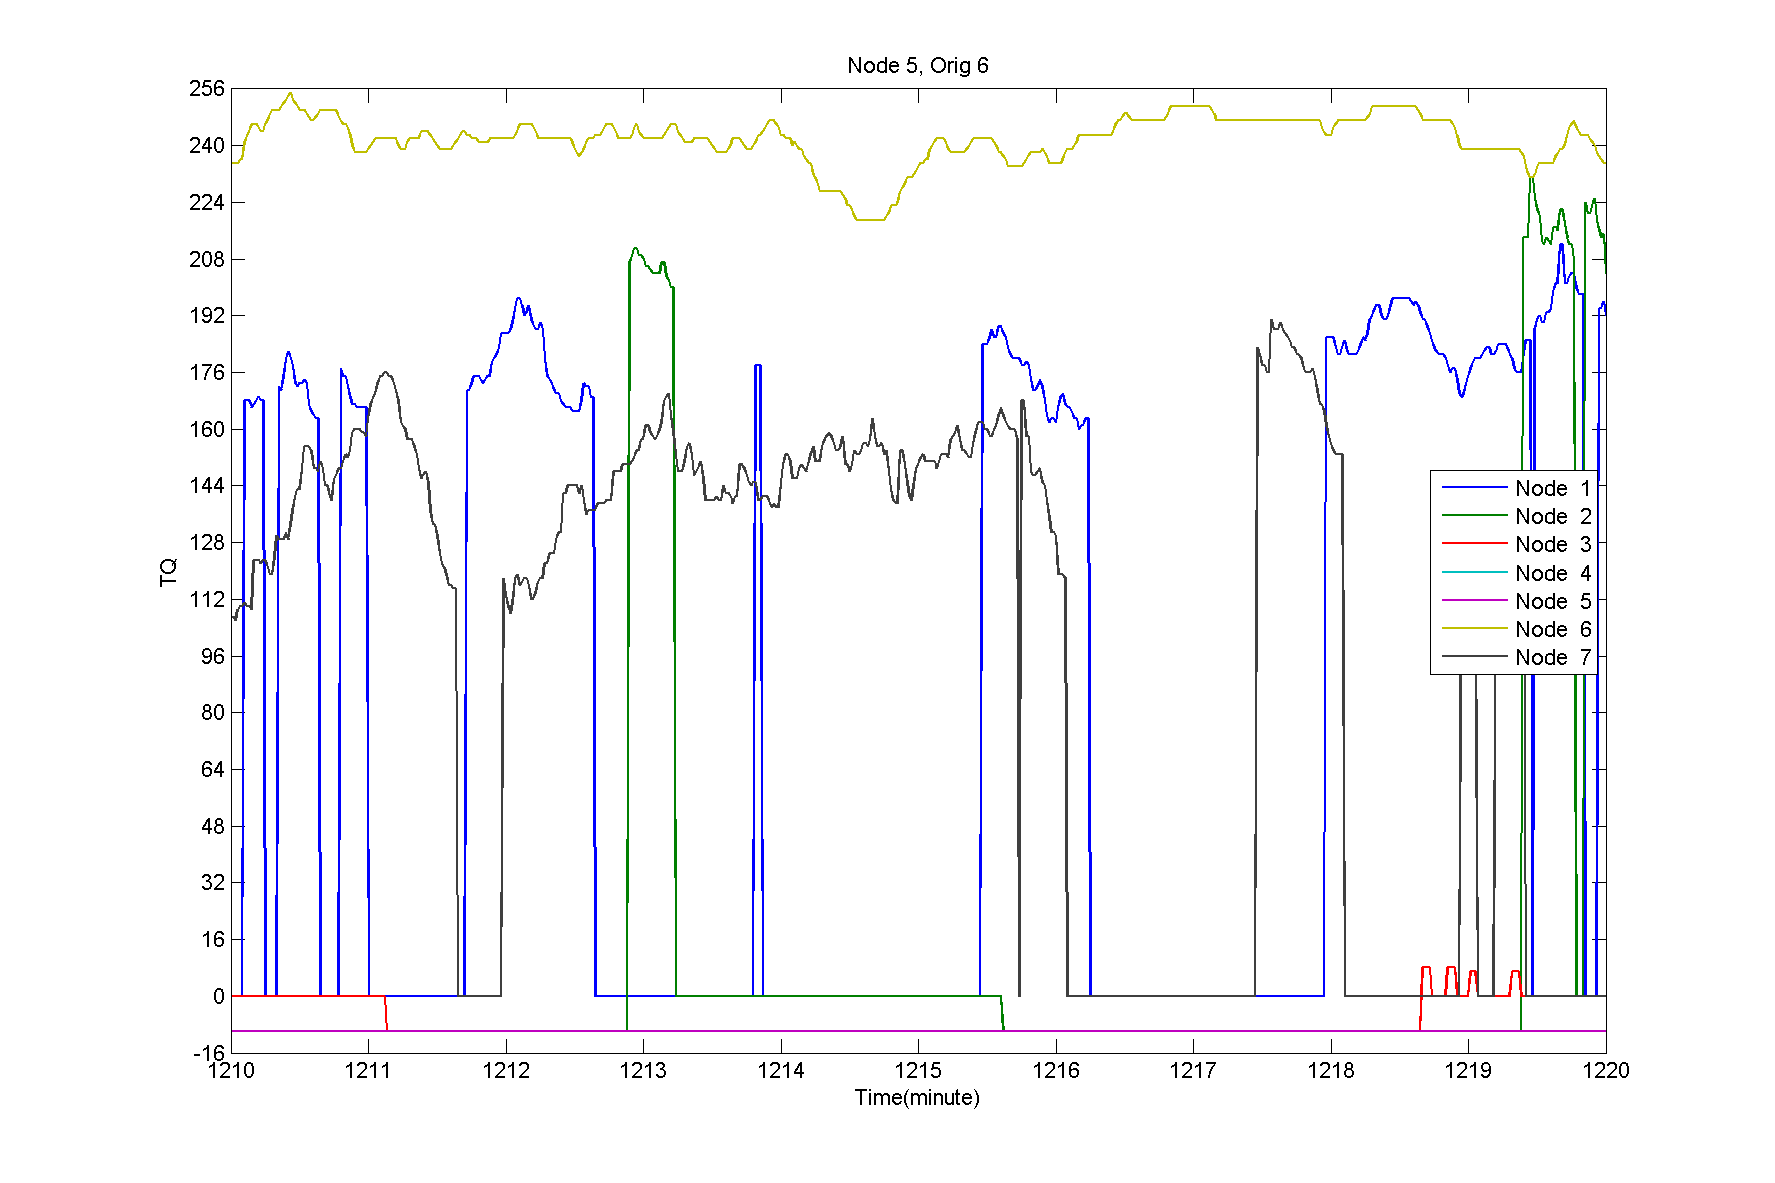 Node 5, Orig 6
256
240
224
208
192
176
160
144
128
112
96
80
64
48
32
16
0
-16
TQ
Node 1
Node 2
Node 3
Node 4
Node 5
Node 6
Node 7
1210 1211 1212 1213 1214 1215 1216 1217 1218 1219 1220
Time(minute)